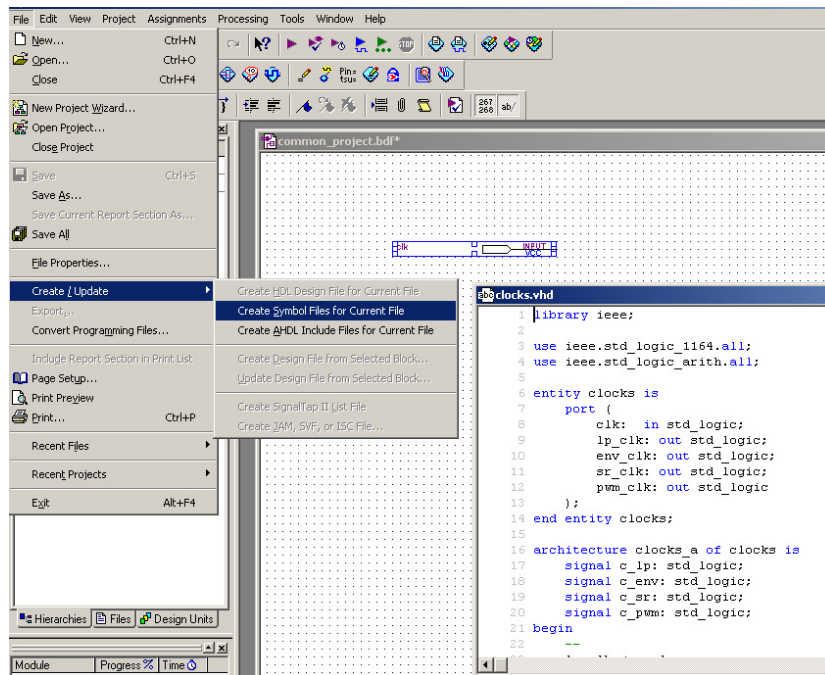 File Edit View Project Assignments Processing Tools Window Help
New... Ctrl+N
Open... Ctrl+O
Close Ctrl+F4
New Project Wizard...
Open Project...
Close Project
Save Ctrl+S
Save As...
Save Current Report Section As...
Save All
File Properties...
Create / Update
Export...
Convert Programming Files...
Include Report Section in Print List
Page Setup...
Print Preview
Print... Ctrl+P
Recent Files
Recent Projects
Exit Alt+F4
Create HDL Design File for Current File
Create Symbol Files for Current File
Create AHDL Include Files for Current File
Create Design File from Selected Block...
Update Design File from Selected Block...
Create SignalTap II List File
Create JAM, SVF, or ISC File...
Pin=
tsu=
267
268
ab/
common_project.bdf*
clk
INPUT
VCC
abc clocks.vhd
1 library ieee;
2
3 use ieee.std_logic_1164.all;
4 use ieee.std_logic_arith.all;
5
6 entity clocks is
7 port (
8 clk: in std_logic;
9 lp_clk: out std_logic;
10 env_clk: out std_logic;
11 sr_clk: out std_logic;
12 pwm_clk: out std_logic
13 );
14 end entity clocks;
15
16 architecture clocks_a of clocks is
17 signal c_lp: std_logic;
18 signal c_env: std_logic;
19 signal c_sr: std_logic;
20 signal c_pwm: std_logic;
21 begin
22 --
Hierarchies Files Design Units
Module Progress % Time